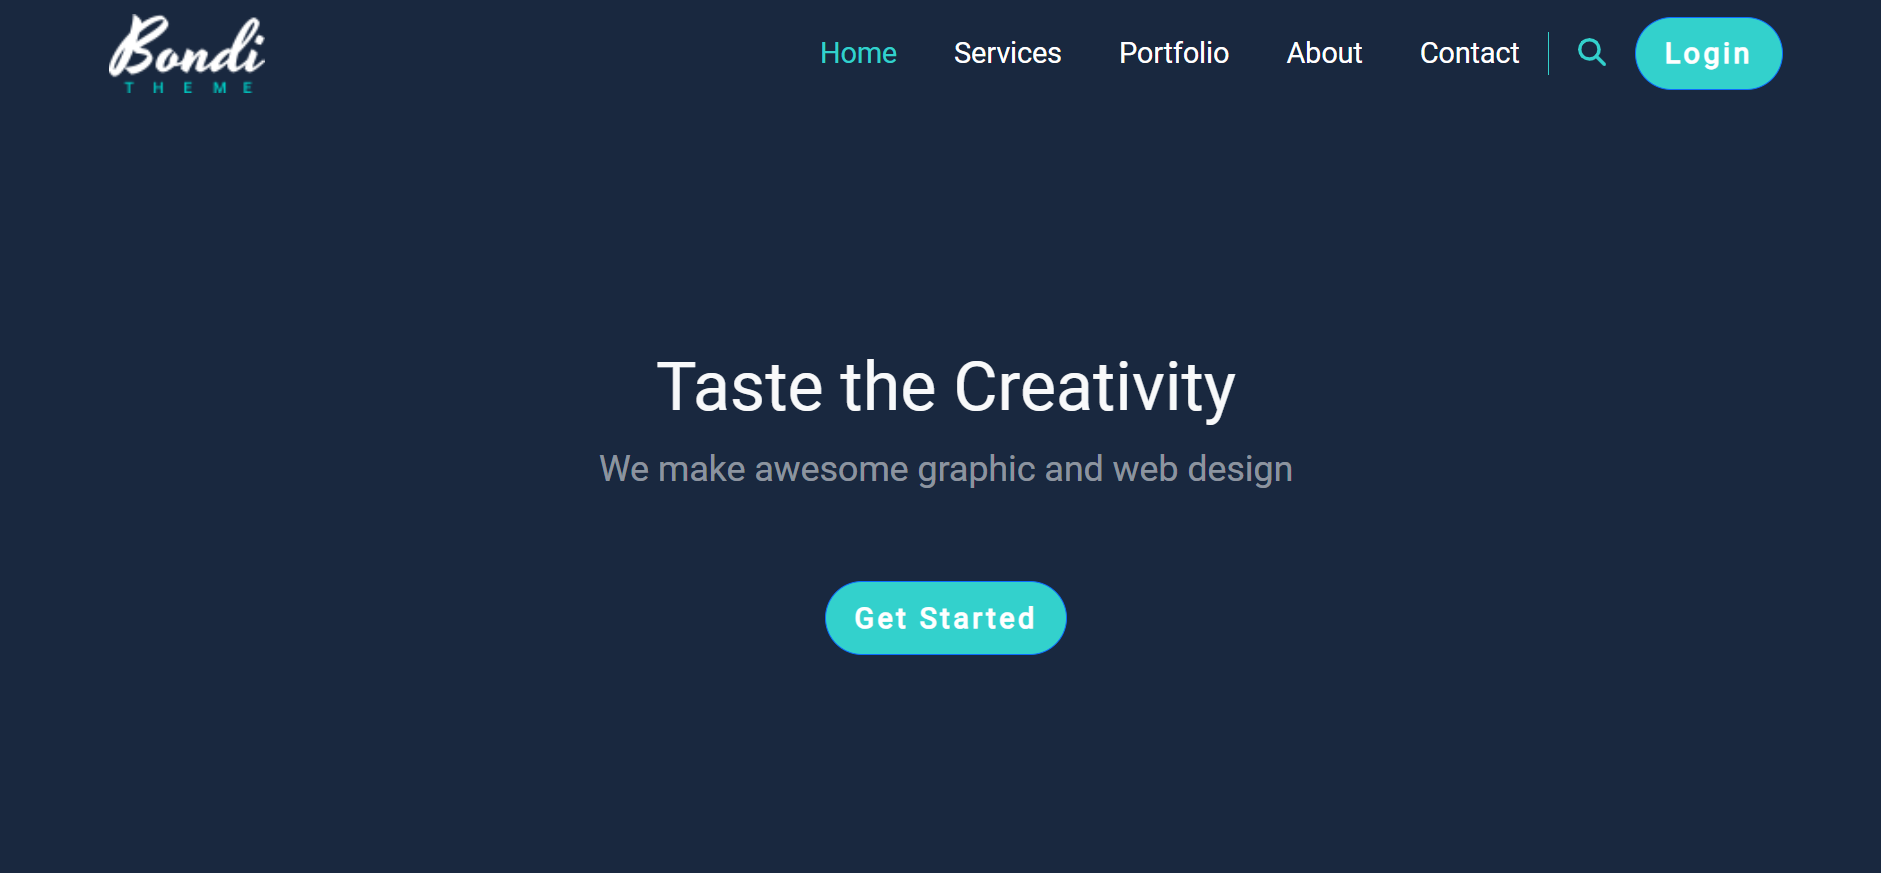 Bondi
THEME
Home Services Portfolio About Contact Login
Taste the Creativity
We make awesome graphic and web design
Get Started